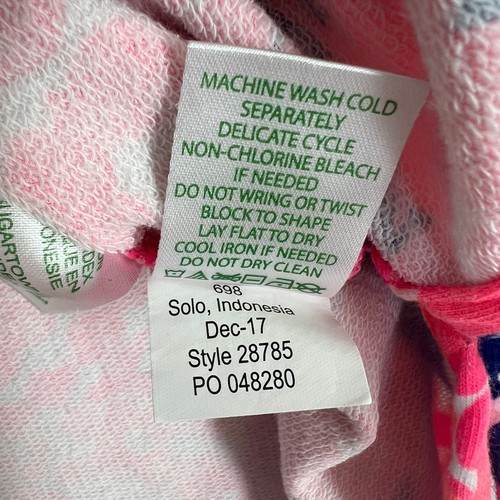 MACHINE WASH COLD
SEPARATELY
DELICATE CYCLE
NON-CHLORINE BLEACH
IF NEEDED
DO NOT WRING OR TWIST
BLOCK TO SHAPE
LAY FLAT TO DRY
COOL IRON IF NEEDED
DO NOT DRY CLEAN
698
Solo, Indonesia
Dec-17
Style 28785
PO 048280